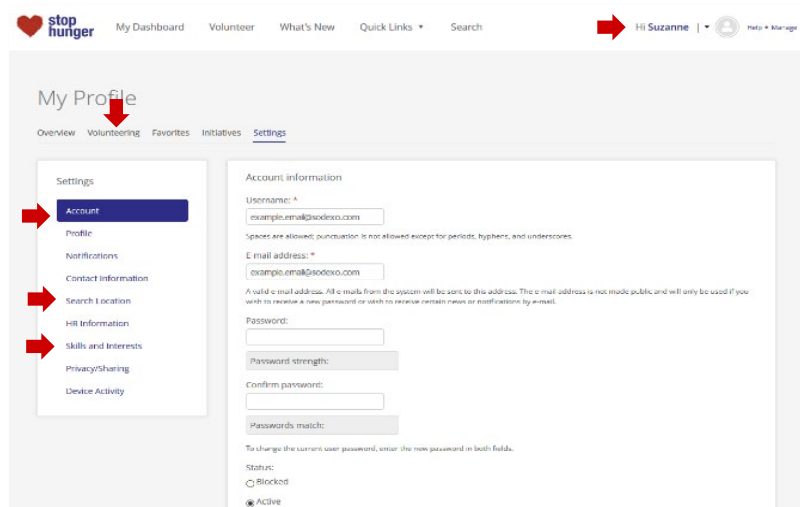 stop
hunger
My Dashboard Volunteer What's New Quick Links Search
Hi Suzanne | Help • Manage
My Profile
Overview Volunteering Favorites Initiatives Settings
Settings
Account
Profile
Notifications
Contact Information
Search Location
HR Information
Skills and Interests
Privacy/Sharing
Device Activity
Account information
Username: *
example.email@sodexo.com
Spaces are allowed; punctuation is not allowed except for periods, hyphens, and underscores.
E-mail address: *
example.email@sodexo.com
A valid e-mail address. All e-mails from the system will be sent to this address. The e-mail address is not made public and will only be used if you
wish to receive a new password or wish to receive certain news or notifications by e-mail.
Password:
Password strength:
Confirm password:
Passwords match:
To change the current user password, enter the new password in both fields.
Status:
Blocked
Active